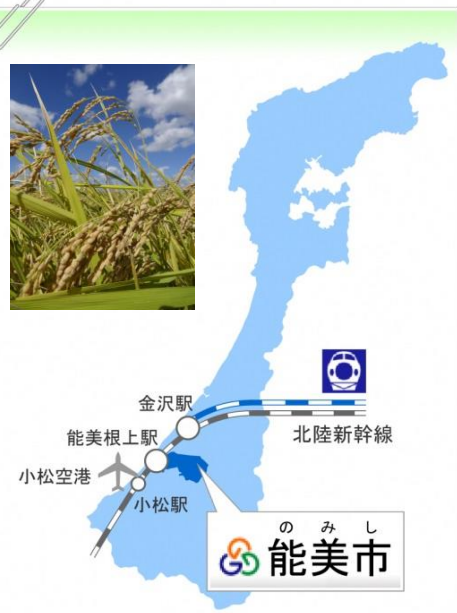 金沢駅
北陸新幹線
能美根上駅
小松空港
小松駅
のみし
能美市